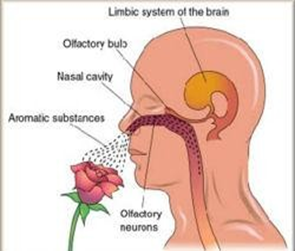 Limbic system of the brain
Olfactory bulb
Nasal cavity
Aromatic substances
Olfactory
neurons